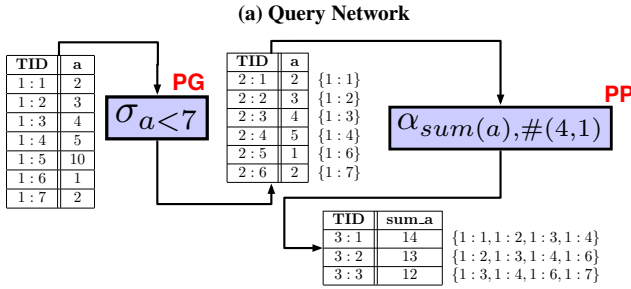 (a) Query Network
TID a
1 : 1 2
1 : 2 3
1 : 3 4
1 : 4 5
1 : 5 10
1 : 6 1
1 : 7 2
PG
σa<7
TID a
2 : 1 2 {1 : 1}
2 : 2 3 {1 : 2}
2 : 3 4 {1 : 3}
2 : 4 5 {1 : 4}
2 : 5 1 {1 : 6}
2 : 6 2 {1 : 7}
PP
αsum(a),#(4,1)
TID sum_a
3 : 1 14 {1 : 1, 1 : 2, 1 : 3, 1 : 4}
3 : 2 13 {1 : 2, 1 : 3, 1 : 4, 1 : 6}
3 : 3 12 {1 : 3, 1 : 4, 1 : 6, 1 : 7}